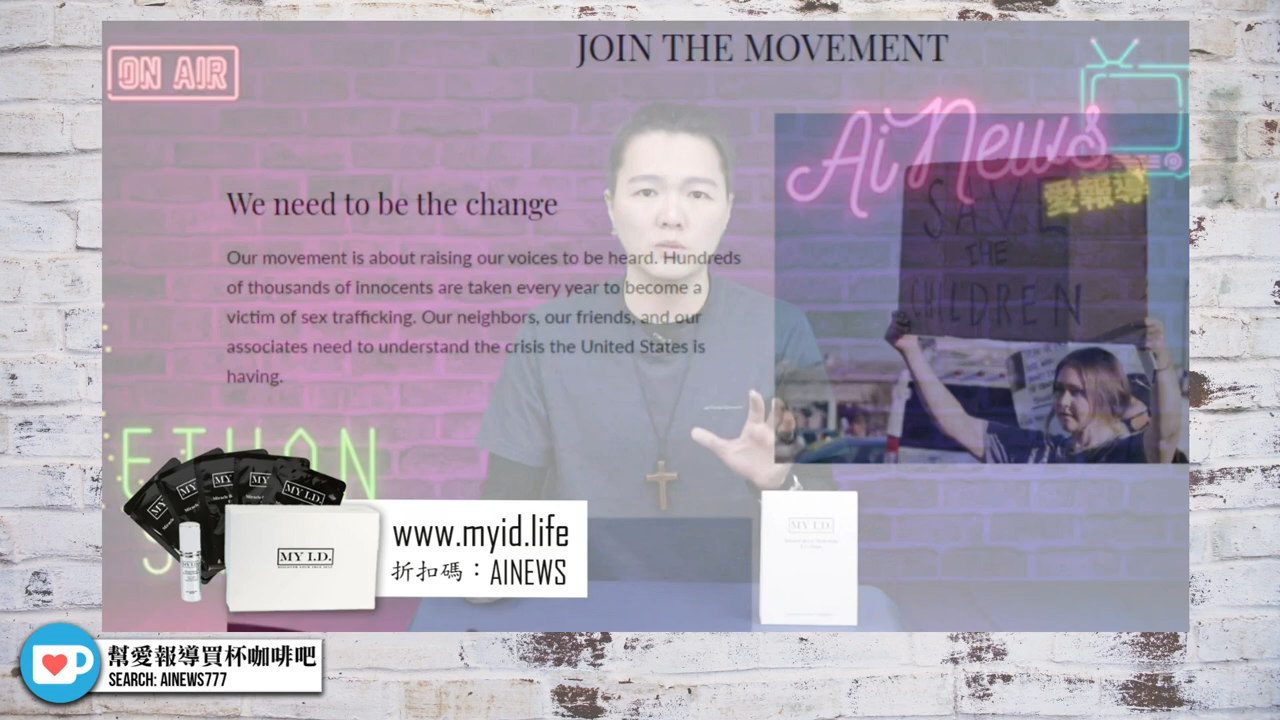 JOIN THE MOVEMENT
ON AIR
Ai News
愛報導
SAVE
THE
CHILDREN
We need to be the change
Our movement is about raising our voices to be heard. Hundreds
of thousands of innocents are taken every year to become a
victim of sex trafficking. Our neighbors, our friends, and our
associates need to understand the crisis the United States is
having.
ETHAN
MY I.D.
MY I.D.
MY I.D.
www.myid.life
折扣碼：AINEWS
幫愛報導買杯咖啡吧
SEARCH: AINEWS777